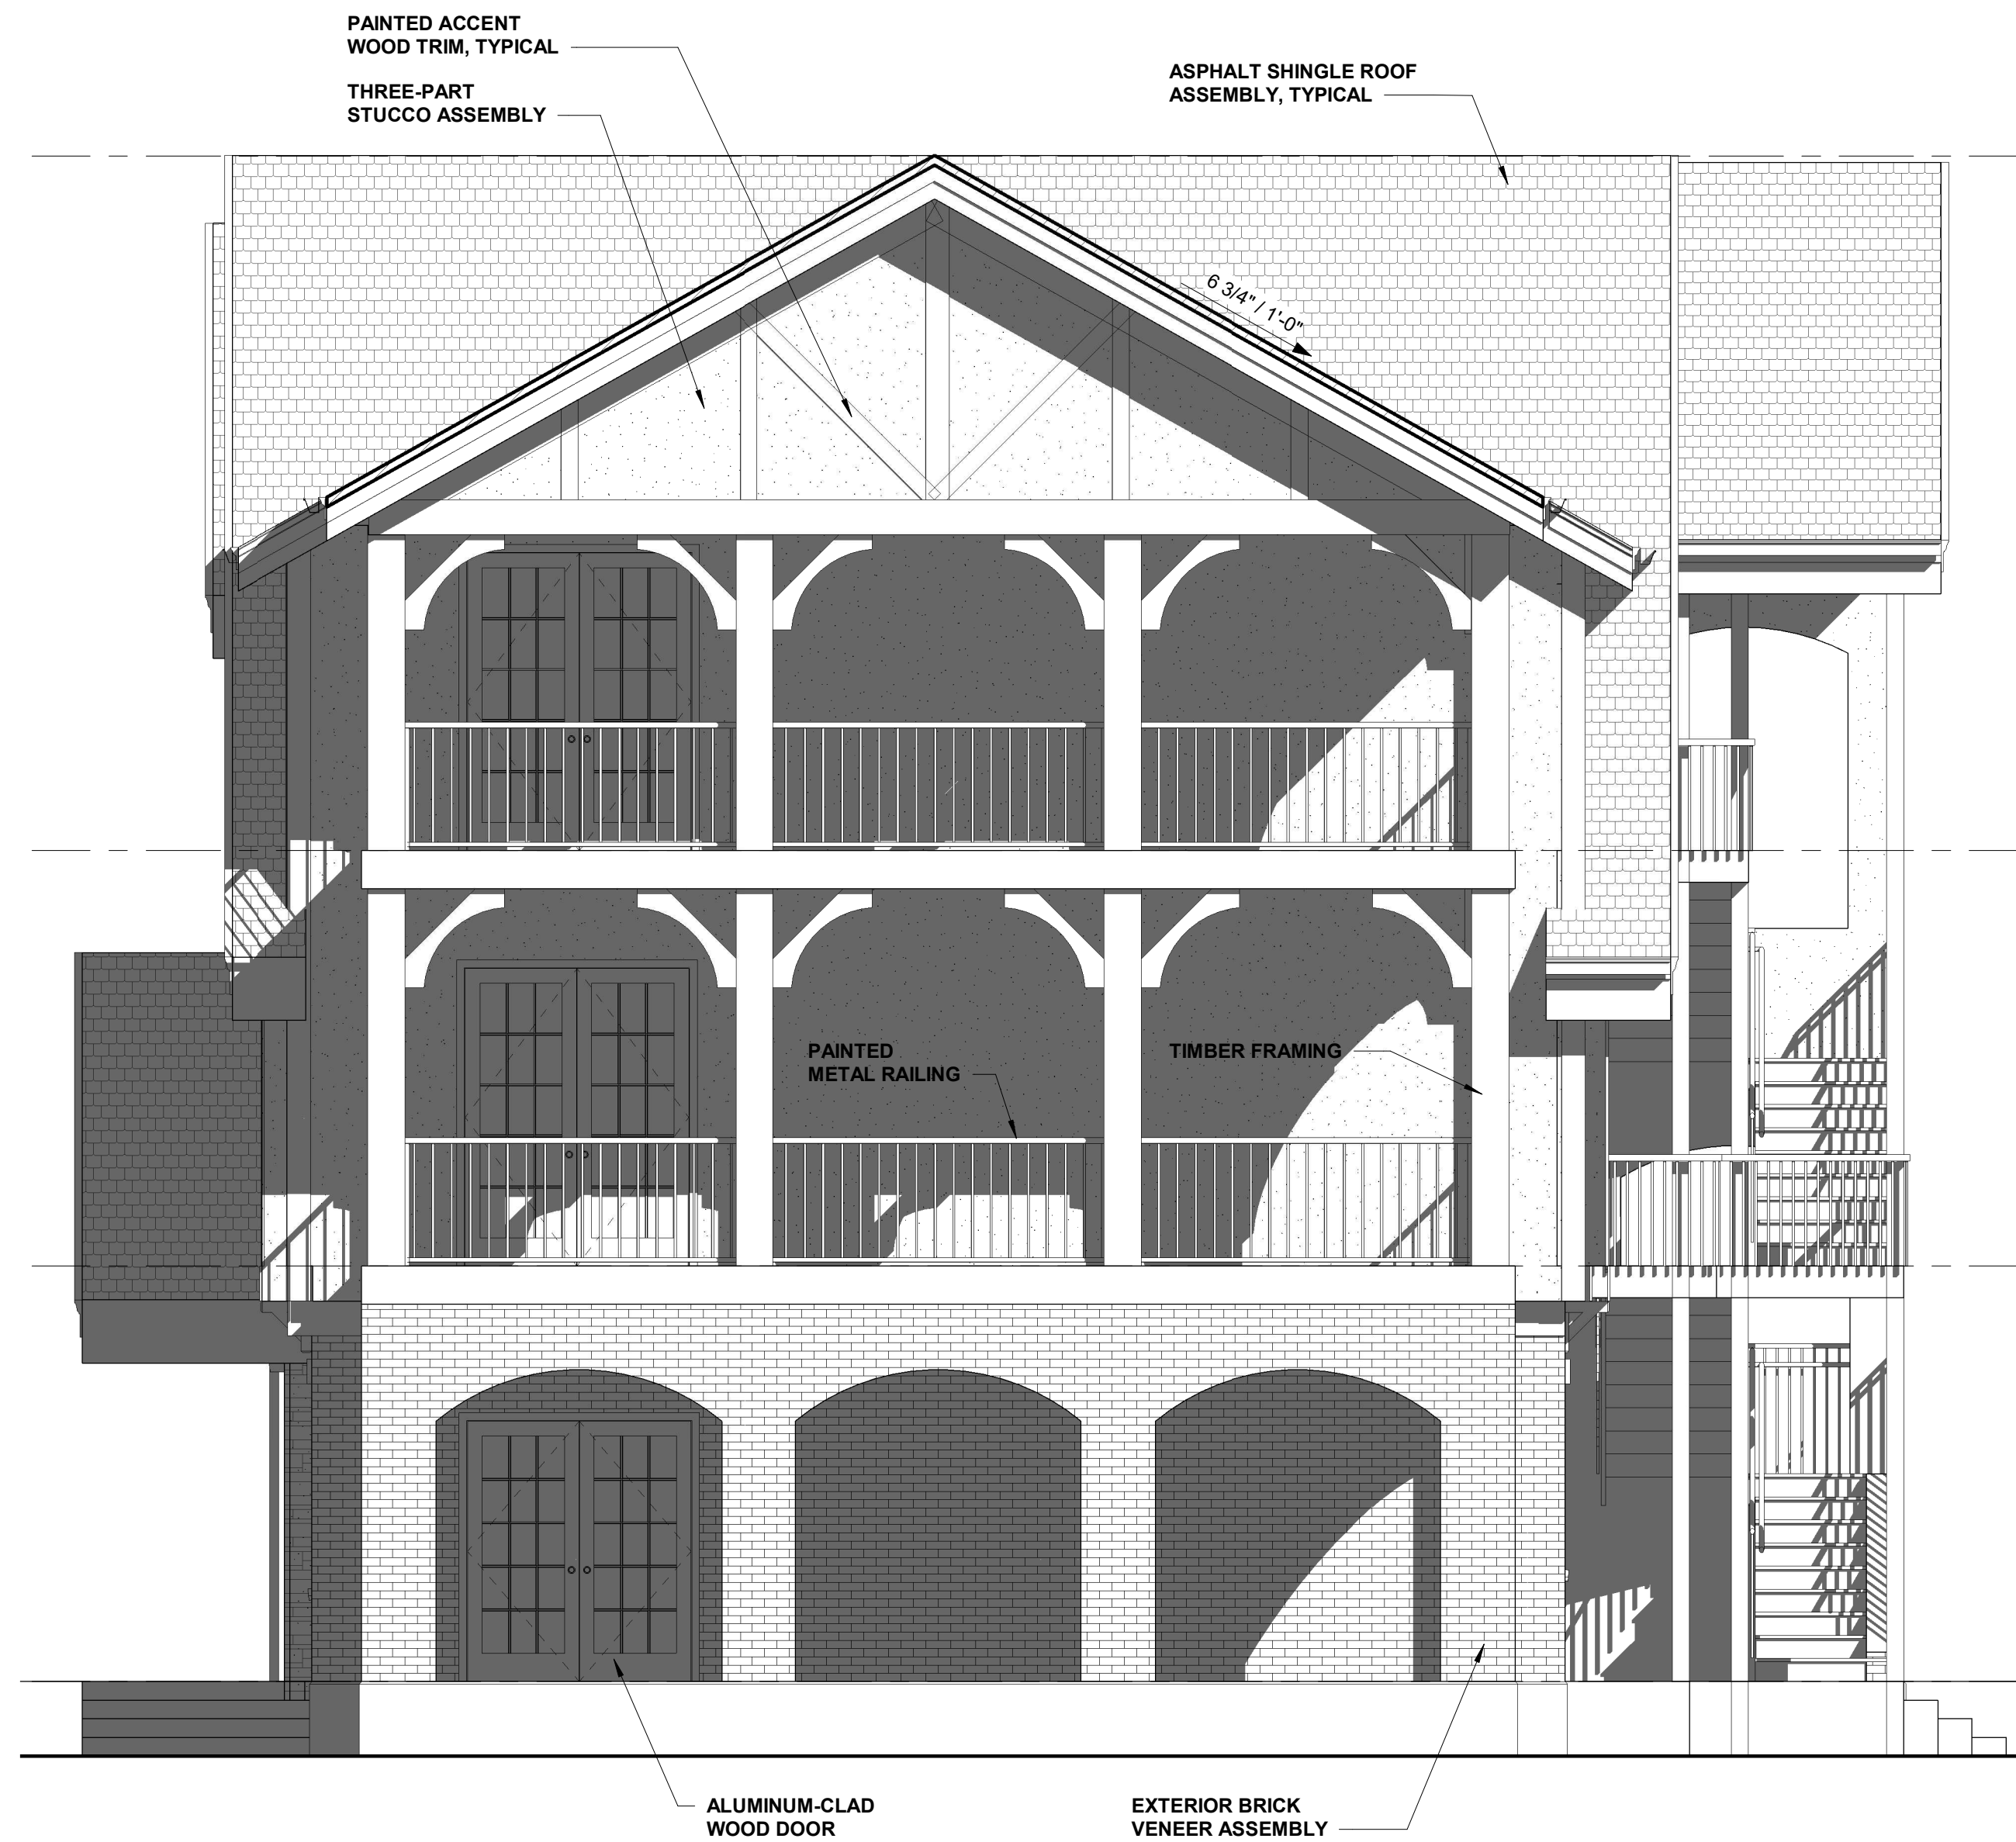 PAINTED ACCENT
WOOD TRIM, TYPICAL
THREE-PART
STUCCO ASSEMBLY
ASPHALT SHINGLE ROOF
ASSEMBLY, TYPICAL
6 3/4" / 1'-0"
PAINTED
METAL RAILING
TIMBER FRAMING
ALUMINUM-CLAD
WOOD DOOR
EXTERIOR BRICK
VENEER ASSEMBLY